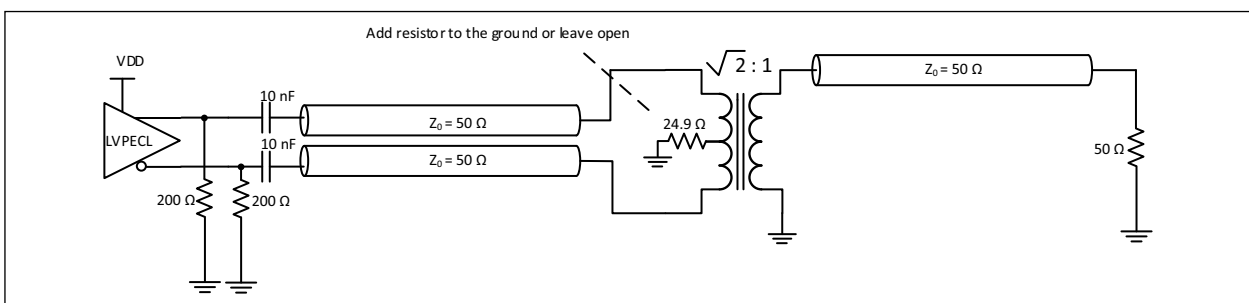 Add resistor to the ground or leave open
VDD
√2 : 1
10 nF
Z0 = 50 Ω
LVPECL
Z0 = 50 Ω
24.9 Ω
10 nF
Z0 = 50 Ω
50 Ω
200 Ω
200 Ω